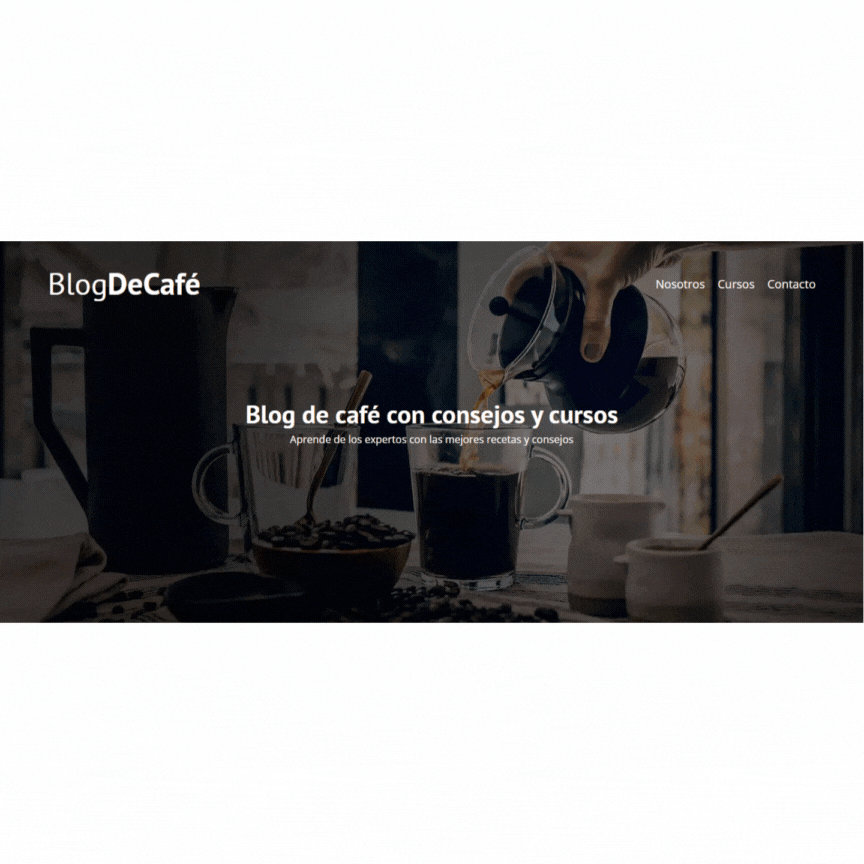 BlogDeCafé
Nosotros Cursos Contacto
Blog de café con consejos y cursos
Aprende de los expertos con las mejores recetas y consejos